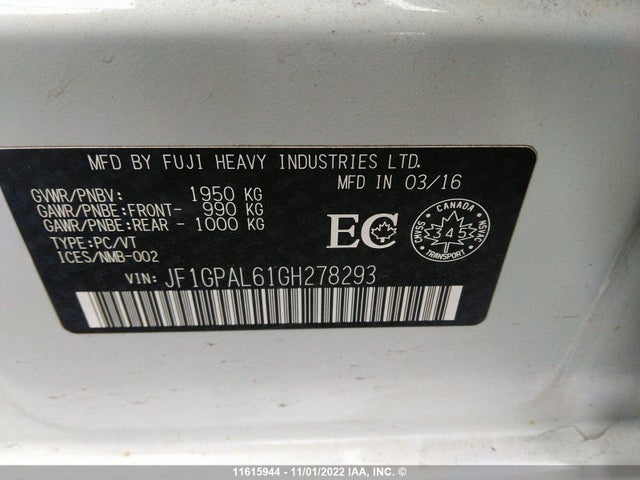 MFD BY FUJI HEAVY INDUSTRIES LTD.
MFD IN 03/16
GVWR/PNBV: 1950 KG
GAWR/PNBE:FRONT- 990 KG
GAWR/PNBE:REAR - 1000 KG
TYPE:PC/VT
ICES/NMB-002
EC
CANADA
CMVSS
NSVAC
345
TRANSPORT
VIN: JF1GPAL61GH278293
11615944 - 11/01/2022 IAA, INC. ©